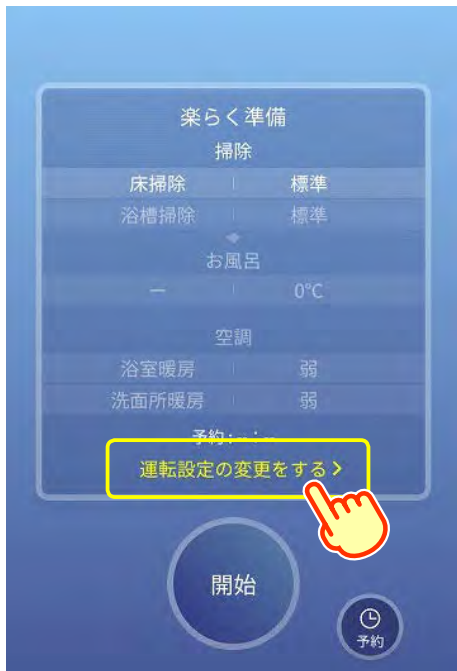 楽らく準備
掃除
床掃除 標準
浴槽掃除 標準
お風呂
ー 0℃
空調
浴室暖房 弱
洗面所暖房 弱
予約:--:--
運転設定の変更をする>
開始
予約